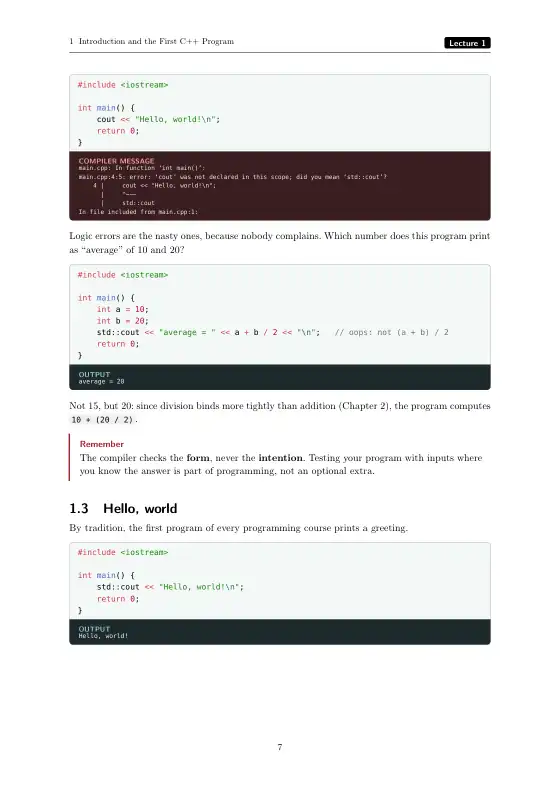 1 Introduction and the First C++ Program
Lecture 1
#include <iostream>
int main() {
    cout << "Hello, world!\n";
    return 0;
}
COMPILER MESSAGE
main.cpp: In function 'int main()':
main.cpp:4:5: error: 'cout' was not declared in this scope; did you mean 'std::cout'?
    4 |     cout << "Hello, world!\n";
      |     ^~~~
      |     std::cout
In file included from main.cpp:1:
Logic errors are the nasty ones, because nobody complains. Which number does this program print
as “average” of 10 and 20?
#include <iostream>
int main() {
    int a = 10;
    int b = 20;
    std::cout << "average = " << a + b / 2 << "\n";   // oops: not (a + b) / 2
    return 0;
}
OUTPUT
average = 20
Not 15, but 20: since division binds more tightly than addition (Chapter 2), the program computes
10 + (20 / 2).
Remember
The compiler checks the form, never the intention. Testing your program with inputs where
you know the answer is part of programming, not an optional extra.
1.3 Hello, world
By tradition, the first program of every programming course prints a greeting.
#include <iostream>
int main() {
    std::cout << "Hello, world!\n";
    return 0;
}
OUTPUT
Hello, world!
7